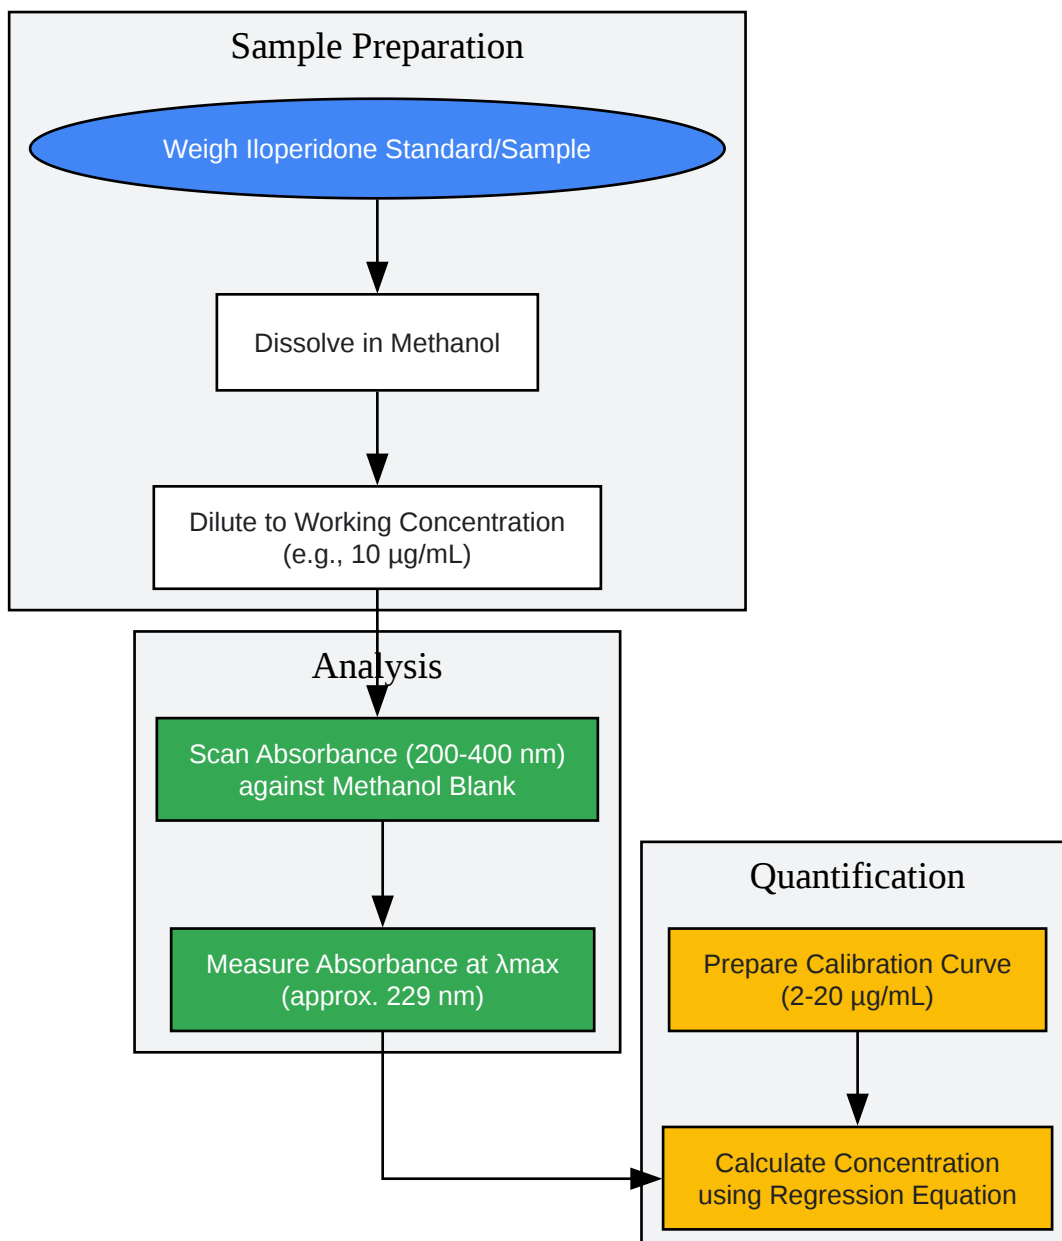 Sample Preparation
Weigh Iloperidone Standard/Sample
Dissolve in Methanol
Dilute to Working Concentration
(e.g., 10 µg/mL)
Analysis
Scan Absorbance (200-400 nm)
against Methanol Blank
Measure Absorbance at λmax
(approx. 229 nm)
Quantification
Prepare Calibration Curve
(2-20 µg/mL)
Calculate Concentration
using Regression Equation